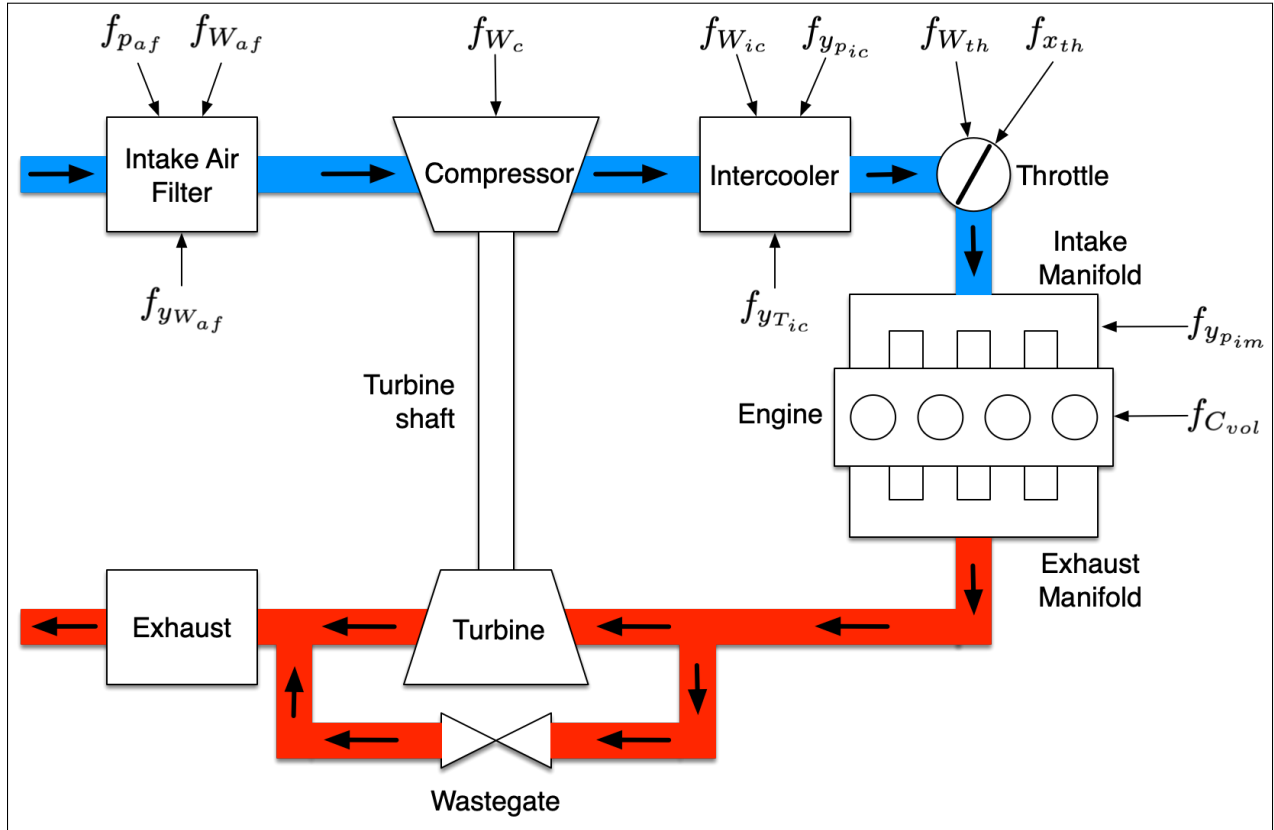 f_{p_{af}} f_{W_{af}} f_{W_c} f_{W_{ic}} f_{y_{p_{ic}}} f_{W_{th}} f_{x_{th}}
Intake Air
Filter
Compressor
Intercooler
Throttle
Intake
Manifold
f_{y_{W_{af}}}
f_{y_{T_{ic}}}
f_{y_{p_{im}}}
Turbine
shaft
Engine
f_{C_{vol}}
Exhaust
Manifold
Exhaust
Turbine
Wastegate